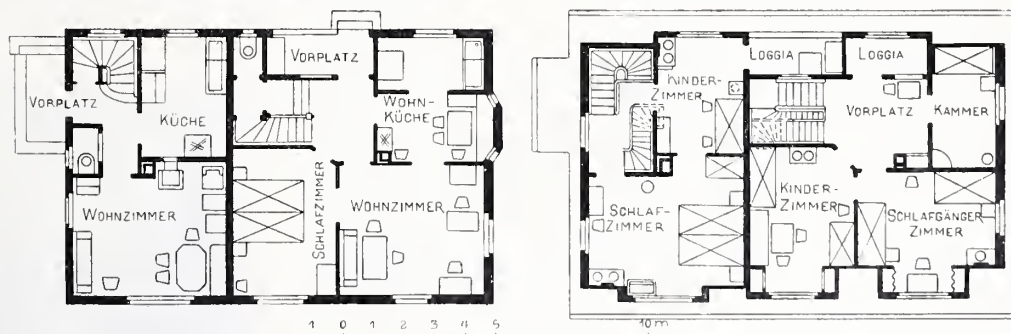 VORPLATZ
KÜCHE
WOHNZIMMER
VORPLATZ
WOHN-
KÜCHE
SCHLAFZIMMER
WOHNZIMMER
1 0 1 2 3 4 5
10 m
KINDER-
ZIMMER
LOGGIA
LOGGIA
VORPLATZ
KAMMER
SCHLAF-
ZIMMER
KINDER-
ZIMMER
SCHLAFGÄNGER
ZIMMER